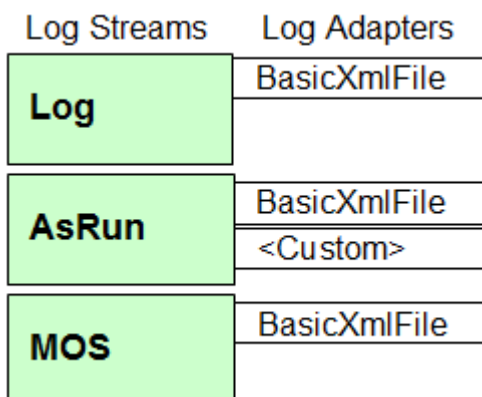 Log Streams Log Adapters
BasicXmlFile
Log
BasicXmlFile
AsRun
<Custom>
BasicXmlFile
MOS